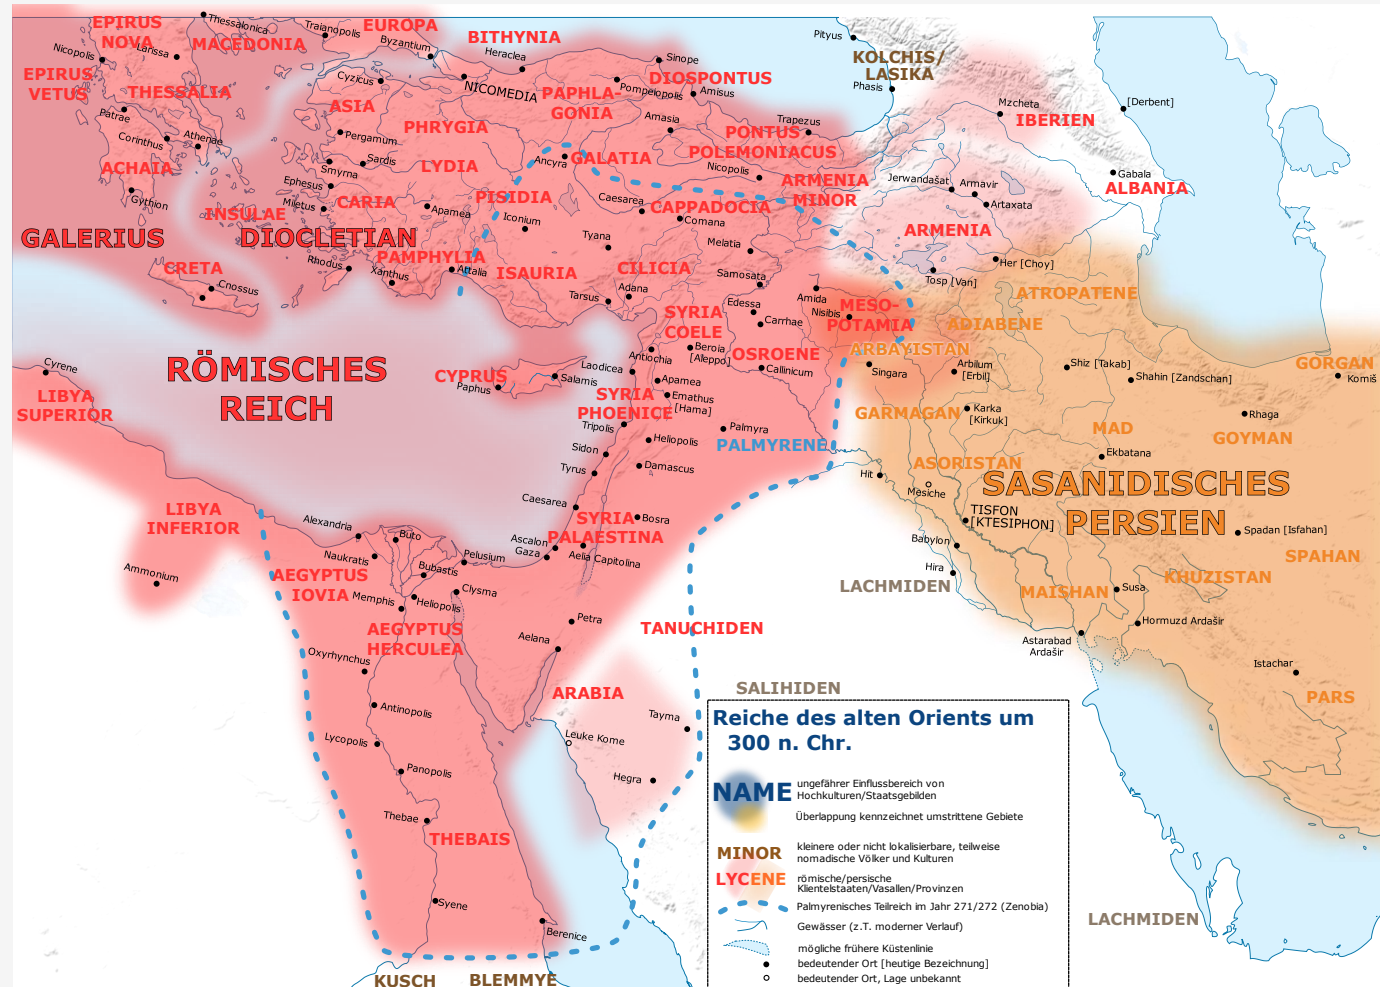 EPIRUS
NOVA
Thessalonica
MACEDONIA
Traianopolis
EUROPA
Byzantium
BITHYNIA
Heraclea
Sinope
Pityus
KOLCHIS/
LASIKA
Phasis
Nicopolis
Larissa
EPIRUS
VETUS
THESSALIA
Cyzicus
NICOMEDIA
PAPHLA-
GONIA
Pompeiopolis
DIOSPONTUS
Amisus
Mzcheta
IBERIEN
[Derbent]
Patrae
Corinthus
Athenae
ASIA
Pergamum
PHRYGIA
Amasia
Trapezus
PONTUS
POLEMONIACUS
ACHAIA
Smyrna
Sardis
LYDIA
Ancyra
GALATIA
Nicopolis
ARMENIA
MINOR
Jerwandašat
Armavir
Artaxata
Gabala
ALBANIA
Gythion
Ephesus
Miletus
CARIA
Apamea
PISIDIA
Iconium
Caesarea
CAPPADOCIA
Comana
INSULAE
GALERIUS
DIOCLETIAN
Tyana
Melatia
ARMENIA
CRETA
Cnossus
Rhodus
PAMPHYLIA
Xanthus
Attalia
ISAURIA
CILICIA
Adana
Tarsus
Samosata
Tosp [Van]
Her [Choy]
ATROPATENE
Edessa
Carrhae
Amida
Nisibis
MESO-
POTAMIA
ADIABENE
SYRIA
COELE
ARBAYISTAN
RÖMISCHES
REICH
Antiochia
Beroia
[Aleppo]
OSROENE
Callinicum
Singara
Arbilum
[Erbil]
Shiz [Takab]
Shahin [Zandschan]
GORGAN
Komiš
Cyrene
LIBYA
SUPERIOR
CYPRUS
Paphus
Salamis
Laodicea
Apamea
Emathus
[Hama]
SYRIA
PHOENICE
Tripolis
GARMAGAN
Karka
[Kirkuk]
MAD
Rhaga
GOYMAN
Palmyra
PALMYRENE
Heliopolis
Sidon
Damascus
Tyrus
Ekbatana
ASORISTAN
Hit
Mesiche
SASANIDISCHES
PERSIEN
LIBYA
INFERIOR
Caesarea
Bosra
SYRIA
PALAESTINA
TISFON
[KTESIPHON]
Spadan [Isfahan]
SPAHAN
Alexandria
Buto
Ascalon
Gaza
Aelia Capitolina
Babylon
Naukratis
Pelusium
Bubastis
Ammonium
AEGYPTUS
IOVIA
Memphis
Heliopolis
Clysma
Hira
LACHMIDEN
MAISHAN
Susa
KHUZISTAN
Petra
AEGYPTUS
HERCULEA
Aelana
TANUCHIDEN
Hormuzd Ardašir
Astarabad
Ardašir
Oxyrhynchus
Istachar
Antinopolis
ARABIA
SALIHIDEN
PARS
Tayma
Leuke Kome
Lycopolis
Hegra
Panopolis
Thebae
THEBAIS
Syene
Berenice
LACHMIDEN
KUSCH
BLEMMYE
Reiche des alten Orients um
300 n. Chr.
NAME
ungefährer Einflussbereich von
Hochkulturen/Staatsgebilden
Überlappung kennzeichnet umstrittene Gebiete
MINOR
kleinere oder nicht lokalisierbare, teilweise
nomadische Völker und Kulturen
LYCENE
römische/persische
Klientelstaaten/Vasallen/Provinzen
Palmyrenisches Teilreich im Jahr 271/272 (Zenobia)
Gewässer (z.T. moderner Verlauf)
mögliche frühere Küstenlinie
bedeutender Ort [heutige Bezeichnung]
bedeutender Ort, Lage unbekannt